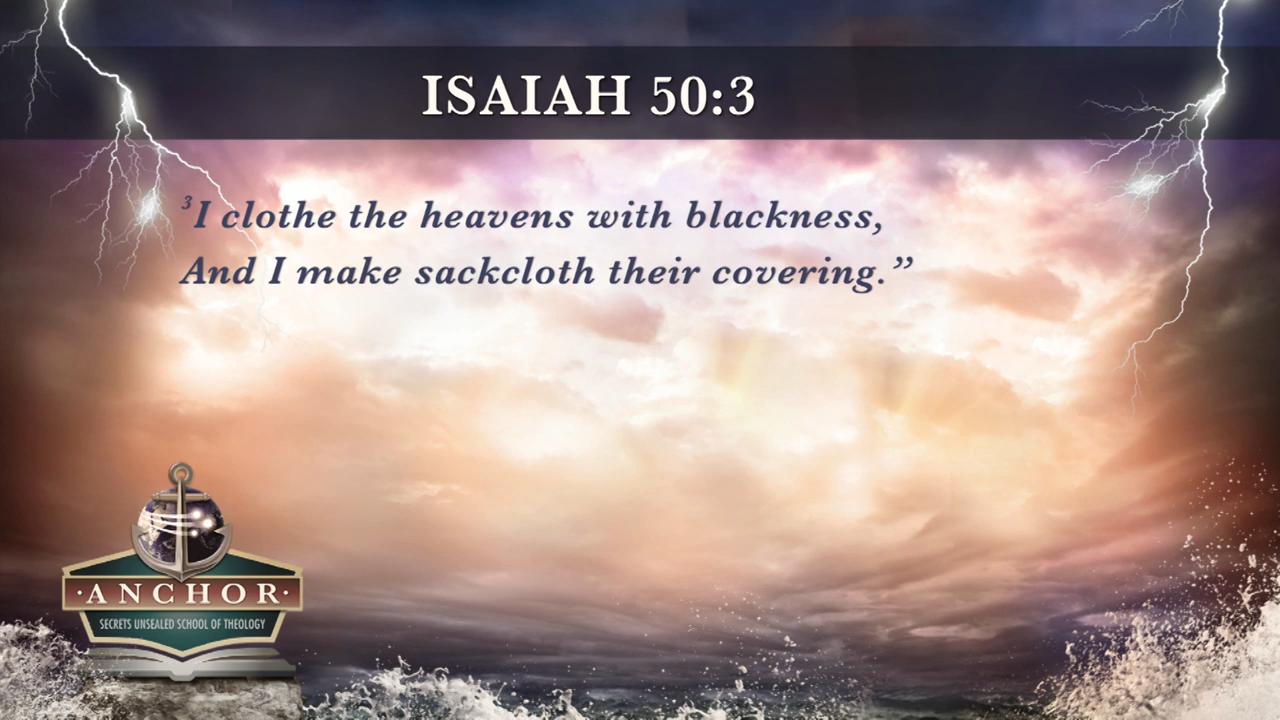 ISAIAH 50:3
³I clothe the heavens with blackness,
And I make sackcloth their covering.”
·ANCHOR·
SECRETS UNSEALED SCHOOL OF THEOLOGY